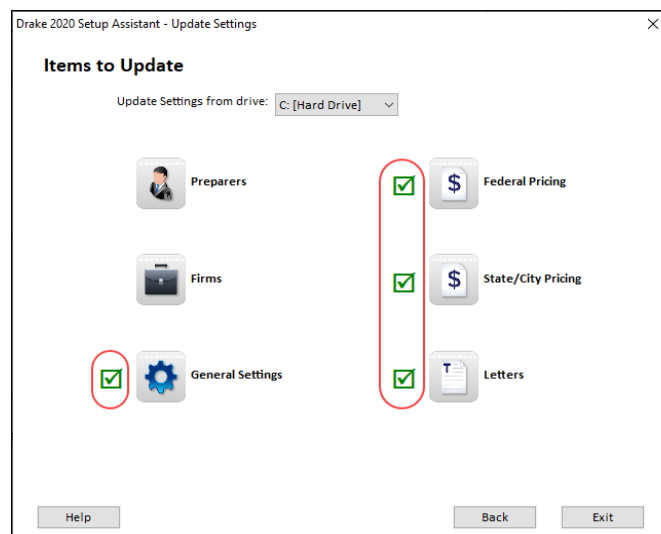 Drake 2020 Setup Assistant - Update Settings
Items to Update
Update Settings from drive: C: [Hard Drive]
Preparers
Federal Pricing
Firms
State/City Pricing
General Settings
Letters
Help
Back
Exit